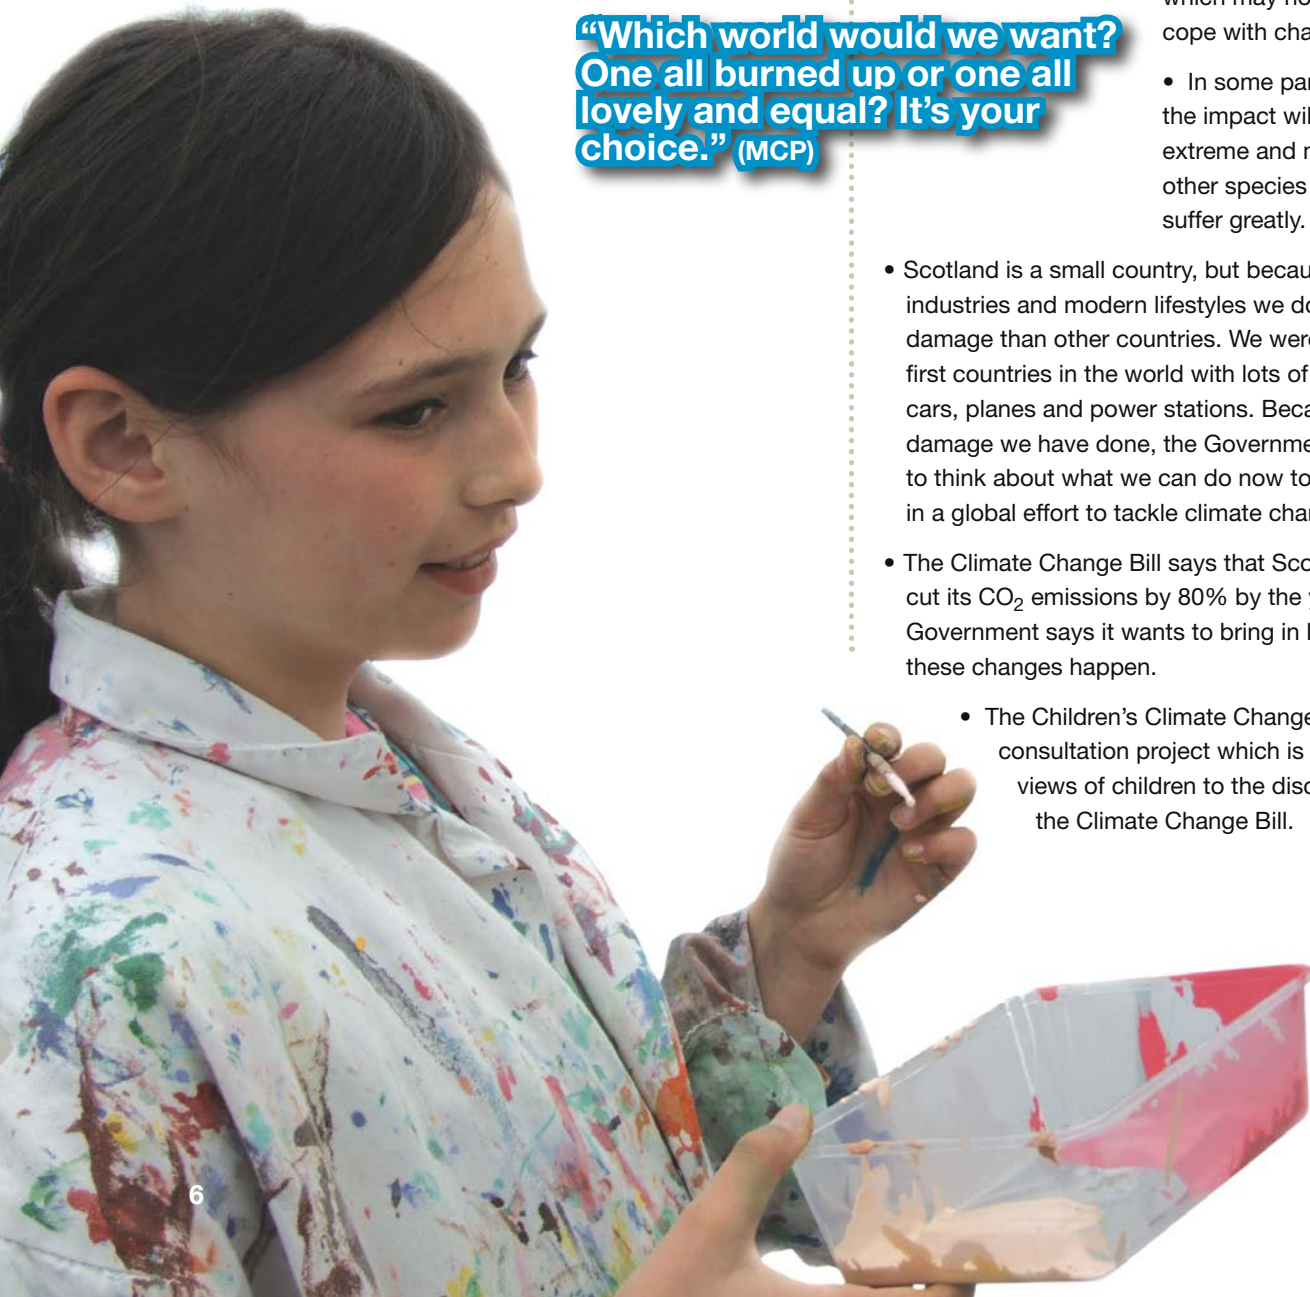 “Which world would we want?
One all burned up or one all
lovely and equal? It’s your
choice.” (MCP)
which may no
cope with cha
• In some par
the impact wil
extreme and
other species
suffer greatly.
• Scotland is a small country, but becau
industries and modern lifestyles we do
damage than other countries. We were
first countries in the world with lots of
cars, planes and power stations. Beca
damage we have done, the Governme
to think about what we can do now to
in a global effort to tackle climate chan
• The Climate Change Bill says that Sco
cut its CO₂ emissions by 80% by the
Government says it wants to bring in
these changes happen.
• The Children’s Climate Change
consultation project which is
views of children to the disc
the Climate Change Bill.
6